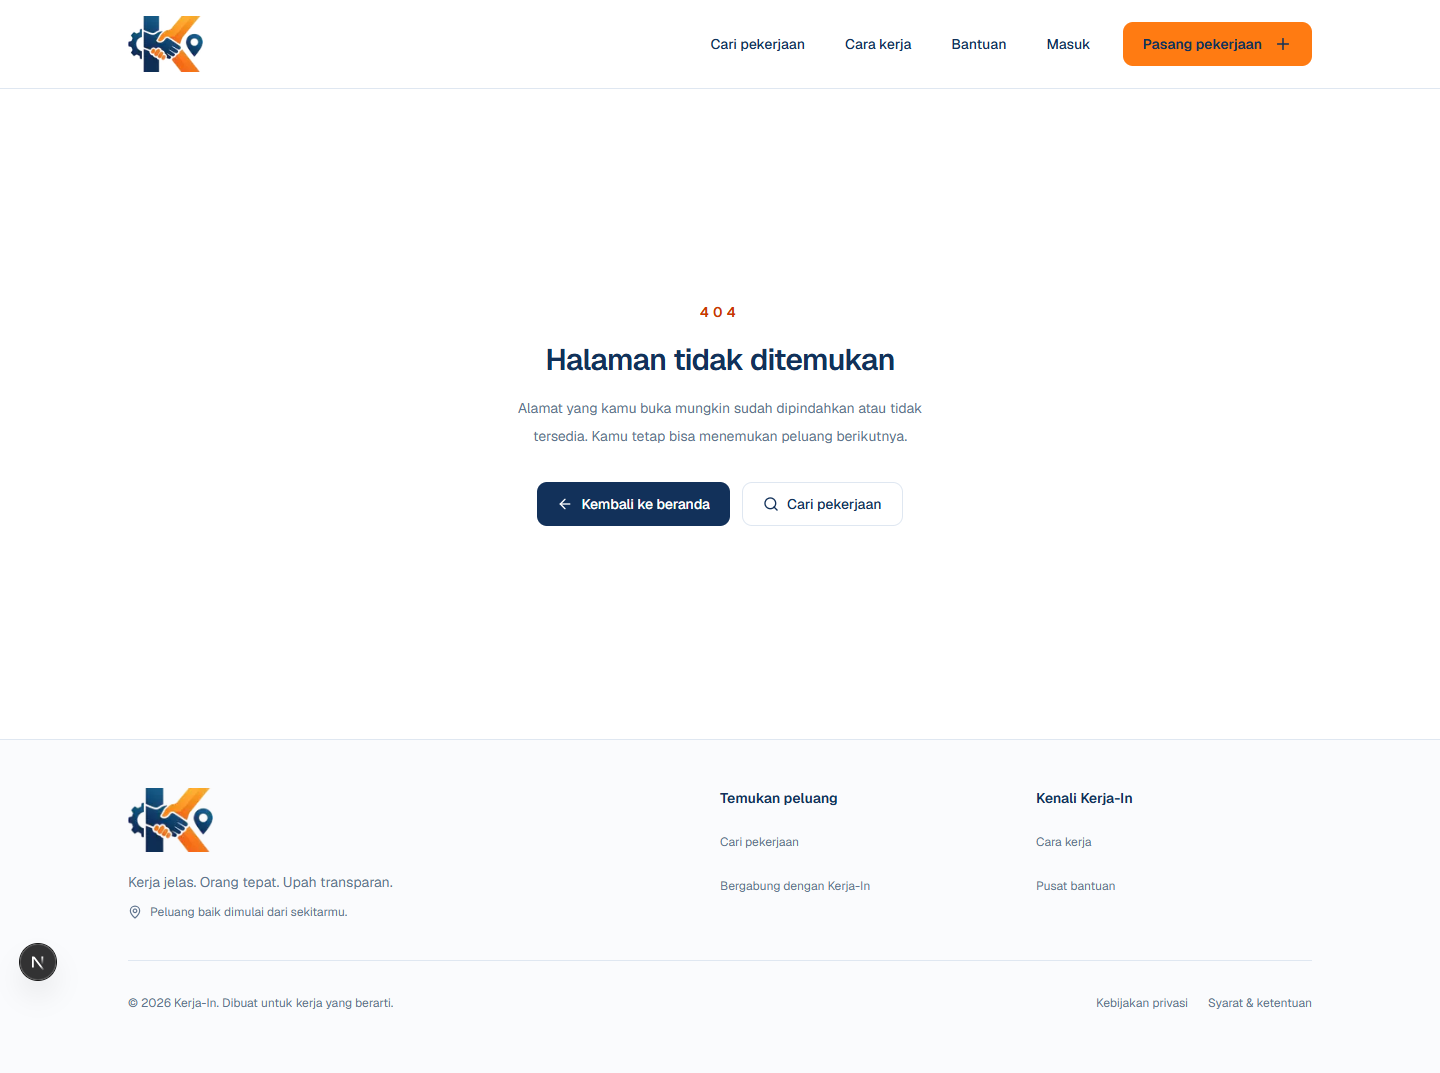 Cari pekerjaan
Cara kerja
Bantuan
Masuk
Pasang pekerjaan
404
Halaman tidak ditemukan
Alamat yang kamu buka mungkin sudah dipindahkan atau tidak
tersedia. Kamu tetap bisa menemukan peluang berikutnya.
Kembali ke beranda
Cari pekerjaan
Kerja jelas. Orang tepat. Upah transparan.
Peluang baik dimulai dari sekitarmu.
Temukan peluang
Cari pekerjaan
Bergabung dengan Kerja-In
Kenali Kerja-In
Cara kerja
Pusat bantuan
© 2026 Kerja-In. Dibuat untuk kerja yang berarti.
Kebijakan privasi
Syarat & ketentuan